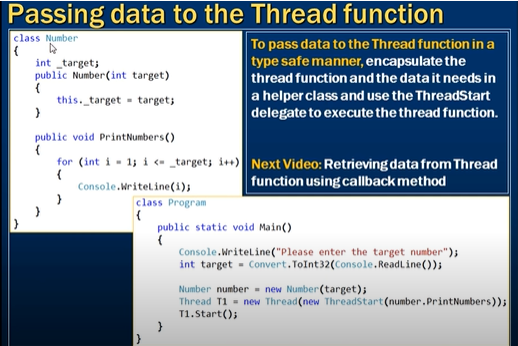 Passing data to the Thread function
class Number
{
int _target;
public Number(int target)
{
this._target = target;
}
public void PrintNumbers()
{
for (int i = 1; i <= _target; i++)
{
Console.WriteLine(i);
}
}
}
To pass data to the Thread function in a
type safe manner, encapsulate the
thread function and the data it needs in
a helper class and use the ThreadStart
delegate to execute the thread function.
Next Video: Retrieving data from Thread
function using callback method
class Program
{
public static void Main()
{
Console.WriteLine("Please enter the target number");
int target = Convert.ToInt32(Console.ReadLine());
Number number = new Number(target);
Thread T1 = new Thread(new ThreadStart(number.PrintNumbers));
T1.Start();
}
}